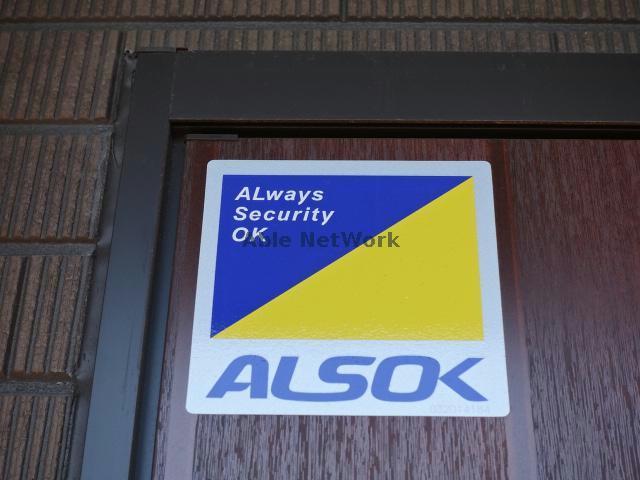 ALways
Security
OK
Able NetWork
ALSOK